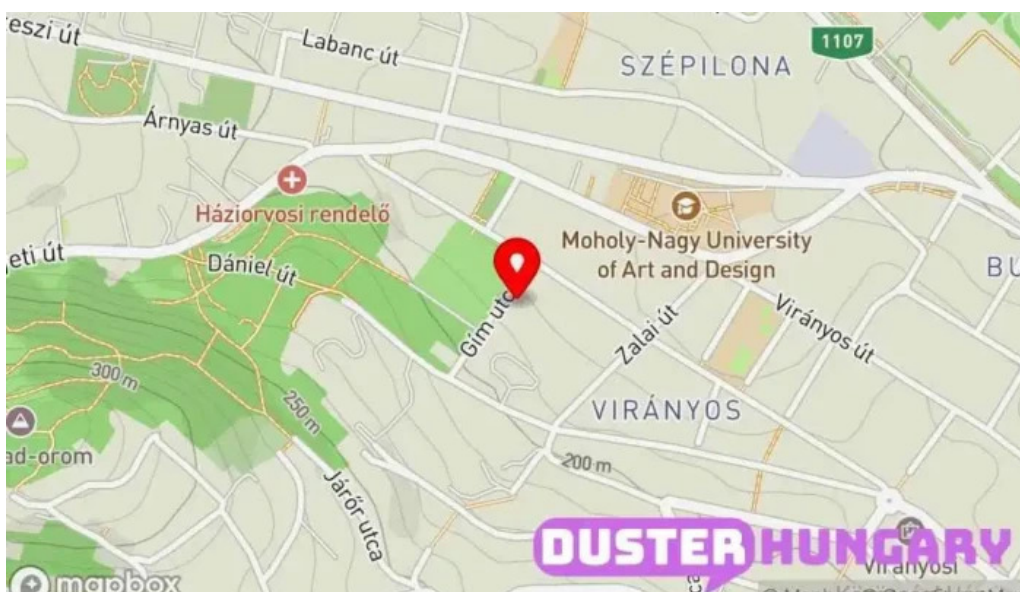 eszi út
Labanc út
1107
SZÉPILONA
Árnyas út
Háziorvosi rendelő
Moholy-Nagy University
of Art and Design
eti út
Dániel út
BU
Gím utc
Zalai út
Virányos út
300 m
250 m
VIRÁNYOS
ad-orom
200 m
Járőr utca
DUSTER HUNGARY
Virányosi
mapbox